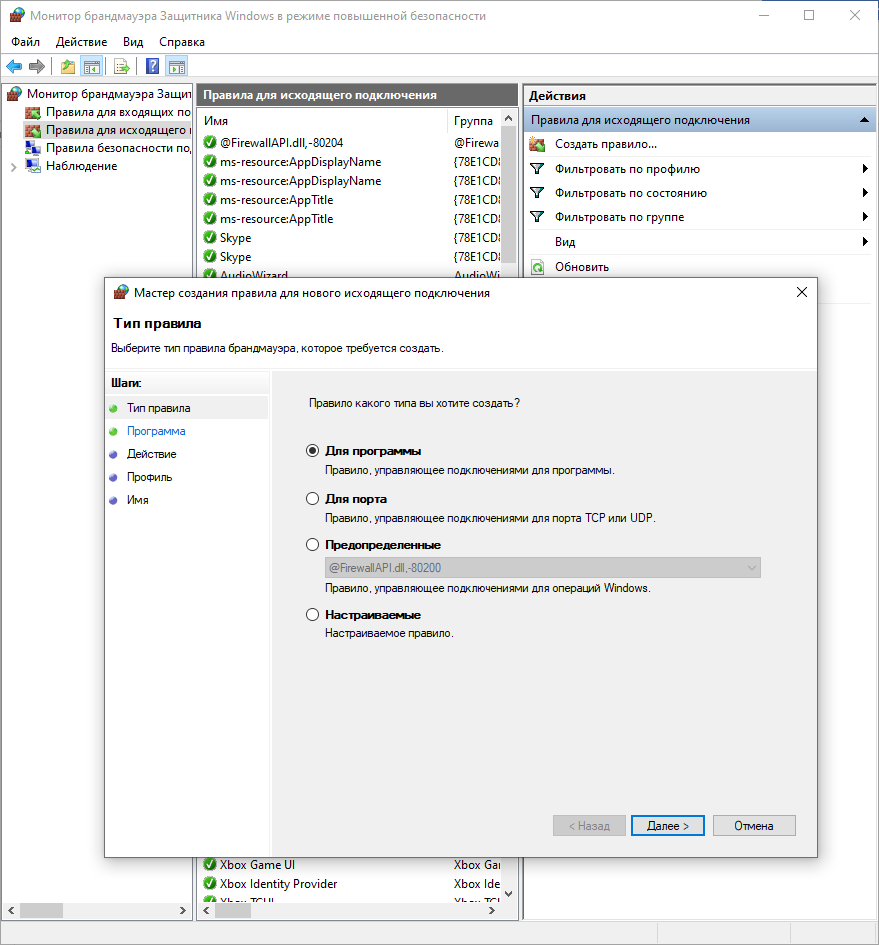 Монитор брандмауэра Защитника Windows в режиме повышенной безопасности
Файл Действие Вид Справка
Монитор брандмауэра Защит
Правила для входящих по
Правила для исходящего
Правила безопасности по,
Наблюдение
Правила для исходящего подключения
Имя Группа
@FirewallAPI.dll,-80204 @Firewa
ms-resource:AppDisplayName {78E1CD8
ms-resource:AppDisplayName {78E1CD8
ms-resource:AppTitle {78E1CD8
ms-resource:AppTitle {78E1CD8
Skype {78E1CD8
Skype {78E1CD8
AudioWizard AudioWi
Действия
Правила для исходящего подключения
Создать правило...
Фильтровать по профилю
Фильтровать по состоянию
Фильтровать по группе
Вид
Обновить
Мастер создания правила для нового исходящего подключения
Тип правила
Выберите тип правила брандмауэра, которое требуется создать.
Шаги:
Тип правила
Программа
Действие
Профиль
Имя
Правило какого типа вы хотите создать?
Для программы
Правило, управляющее подключениями для программы.
Для порта
Правило, управляющее подключениями для порта TCP или UDP.
Предопределенные
@FirewallAPI.dll,-80200
Правило, управляющее подключениями для операций Windows.
Настраиваемые
Настраиваемое правило.
< Назад Далее > Отмена
Xbox Game UI Xbox Gai
Xbox Identity Provider Xbox Ide
Xbox TCUI Xbox TC